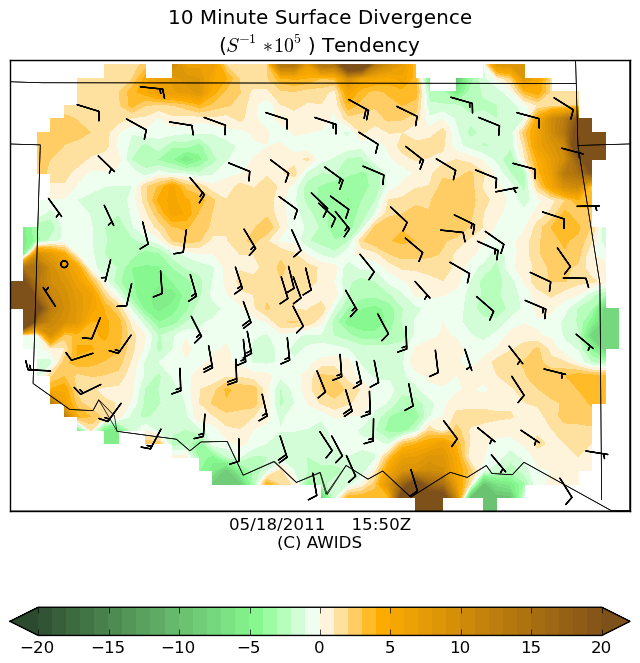 10 Minute Surface Divergence
(S⁻¹ *10⁵ ) Tendency
05/18/2011 15:50Z
(C) AWIDS
−20 −15 −10 −5 0 5 10 15 20